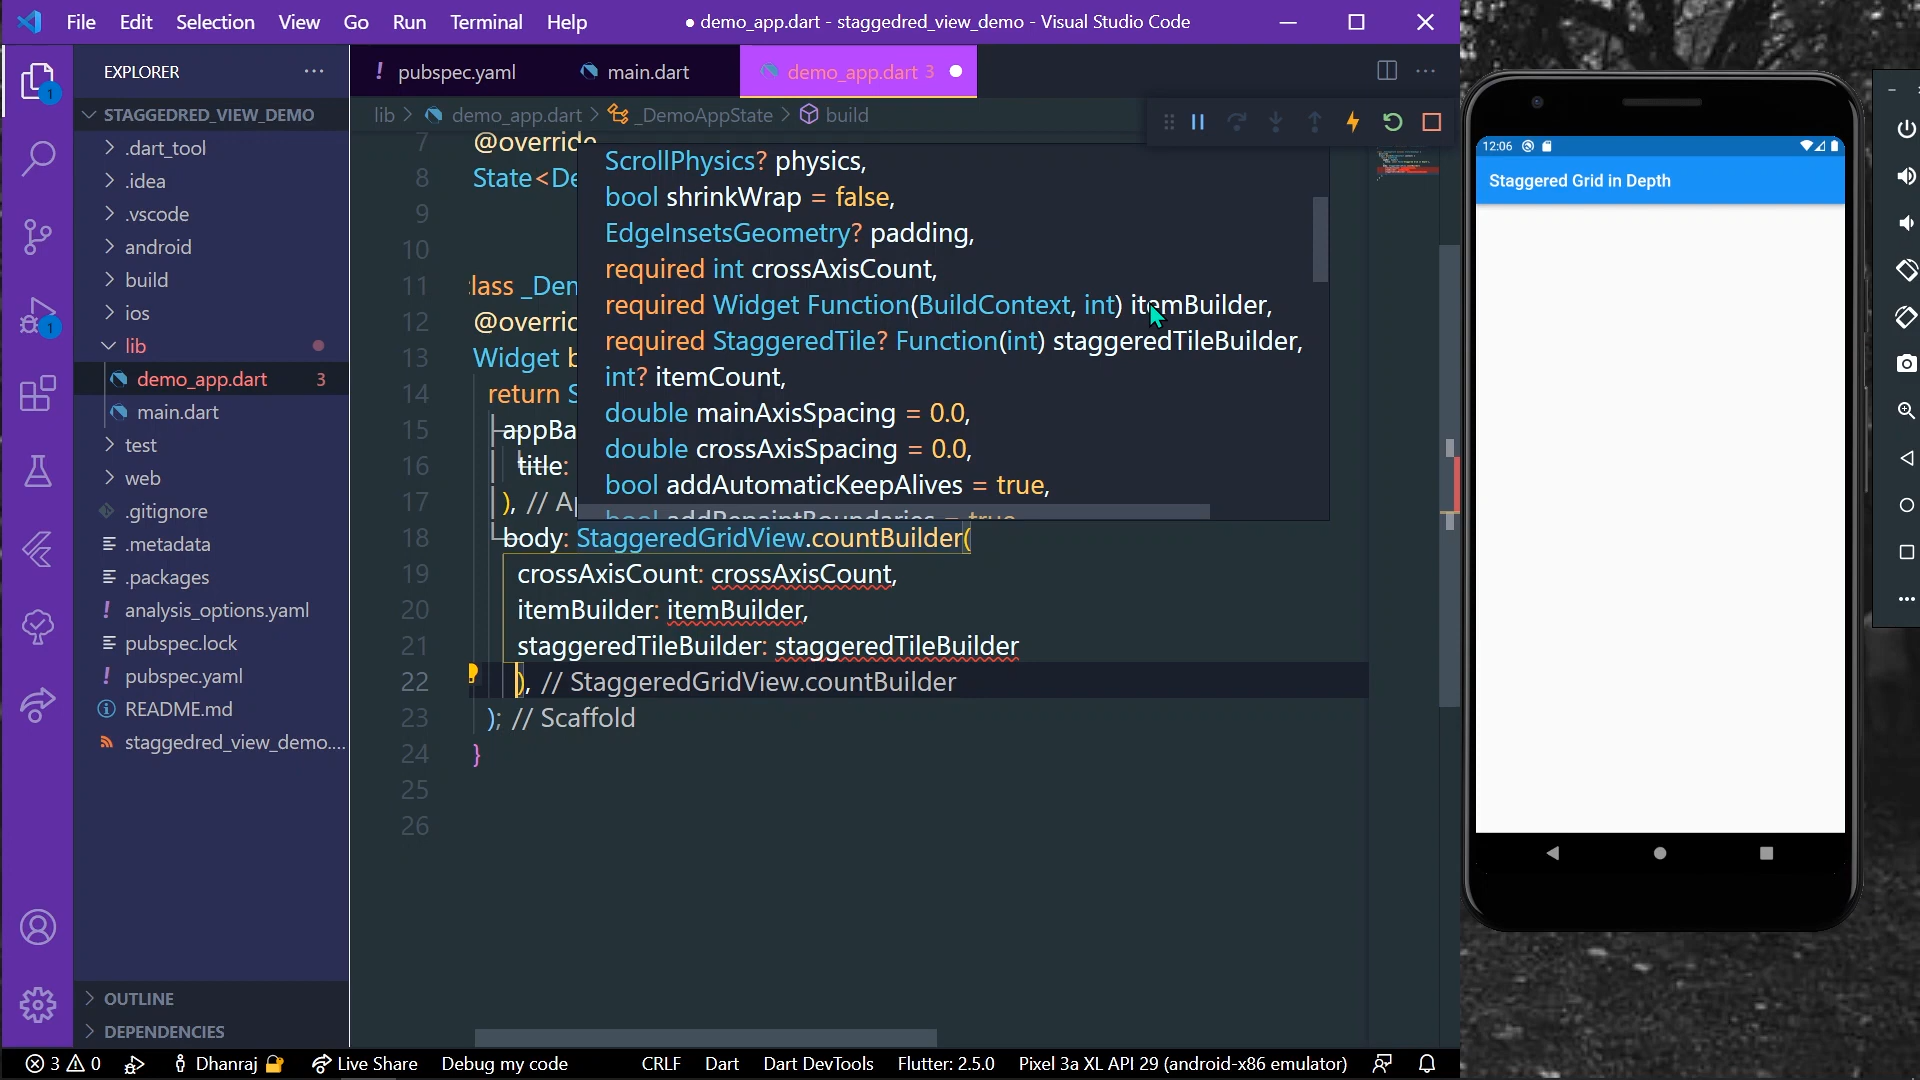 File Edit Selection View Go Run Terminal Help
● demo_app.dart - staggedred_view_demo - Visual Studio Code
EXPLORER
STAGGEDRED_VIEW_DEMO
.dart_tool
.idea
.vscode
android
build
ios
lib
demo_app.dart 3
main.dart
test
web
.gitignore
.metadata
.packages
analysis_options.yaml
pubspec.lock
pubspec.yaml
README.md
staggedred_view_demo....
OUTLINE
DEPENDENCIES
1
1
! pubspec.yaml main.dart demo_app.dart 3
lib > demo_app.dart > _DemoAppState > build
7 @override
8 State<De
9
10
11 lass _Den
12 @overric
13 Widget b
14 return S
15 appBa
16 title:
17 ), // A
ScrollPhysics? physics,
bool shrinkWrap = false,
EdgeInsetsGeometry? padding,
required int crossAxisCount,
required Widget Function(BuildContext, int) itemBuilder,
required StaggeredTile? Function(int) staggeredTileBuilder,
int? itemCount,
double mainAxisSpacing = 0.0,
double crossAxisSpacing = 0.0,
bool addAutomaticKeepAlives = true,
bool addRepaintBoundaries = true
18 body: StaggeredGridView.countBuilder(
19 crossAxisCount: crossAxisCount,
20 itemBuilder: itemBuilder,
21 staggeredTileBuilder: staggeredTileBuilder
22 ), // StaggeredGridView.countBuilder
23 ); // Scaffold
24 }
25
26
12:06
Staggered Grid in Depth
3 0 Dhanraj Live Share Debug my code CRLF Dart Dart DevTools Flutter: 2.5.0 Pixel 3a XL API 29 (android-x86 emulator)